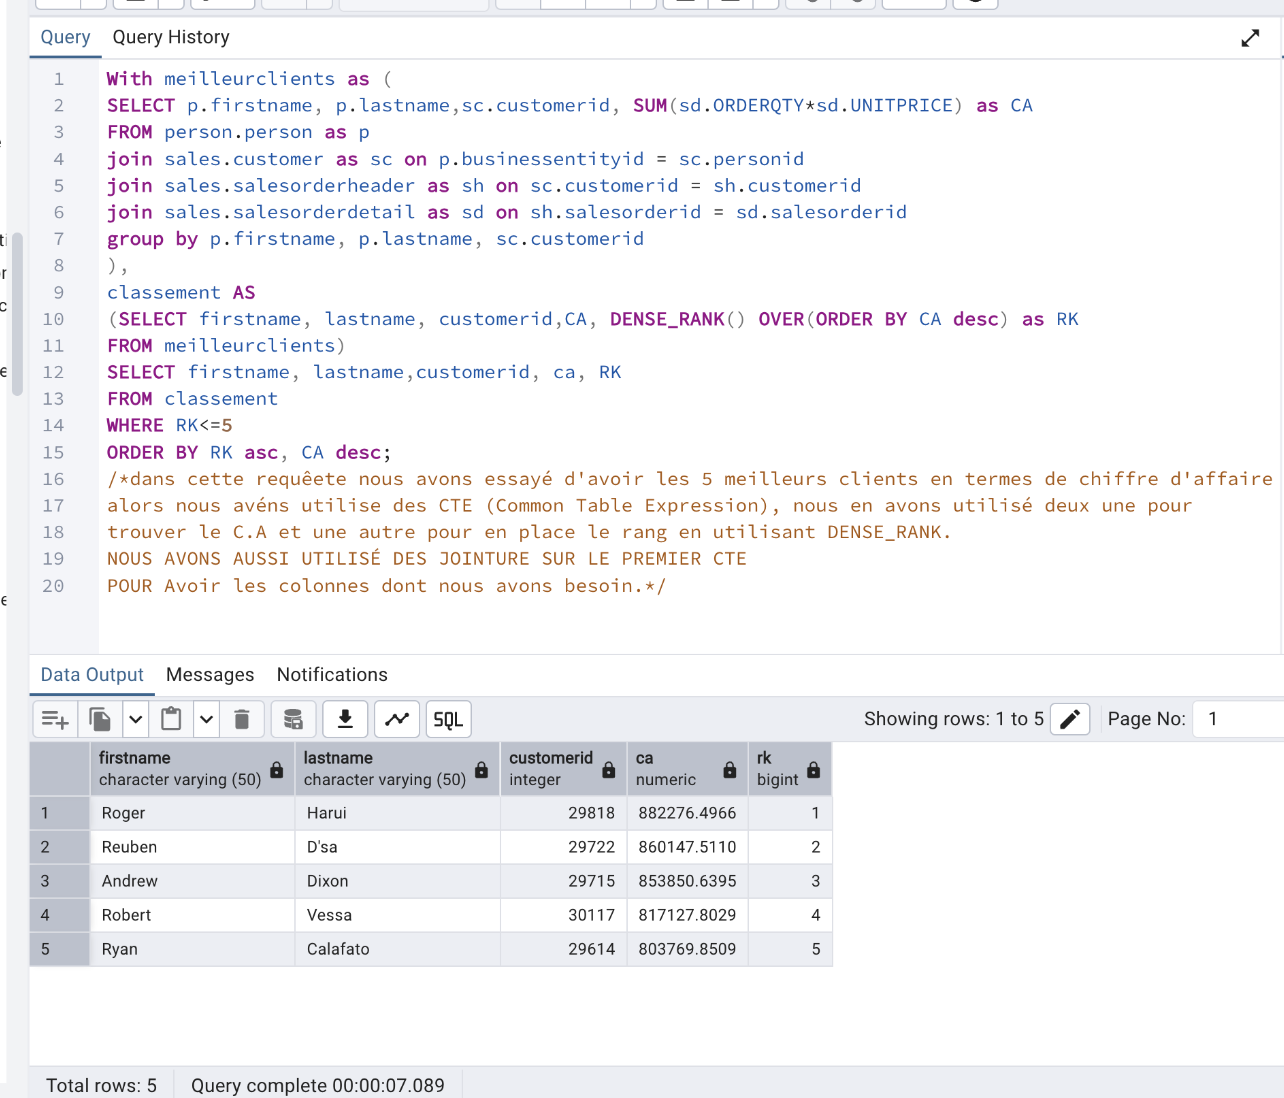 Query Query History
1 With meilleurclients as (
2 SELECT p.firstname, p.lastname,sc.customerid, SUM(sd.ORDERQTY*sd.UNITPRICE) as CA
3 FROM person.person as p
4 join sales.customer as sc on p.businessentityid = sc.personid
5 join sales.salesorderheader as sh on sc.customerid = sh.customerid
6 join sales.salesorderdetail as sd on sh.salesorderid = sd.salesorderid
7 group by p.firstname, p.lastname, sc.customerid
8 ),
9 classement AS
10 (SELECT firstname, lastname, customerid,CA, DENSE_RANK() OVER(ORDER BY CA desc) as RK
11 FROM meilleurclients)
12 SELECT firstname, lastname,customerid, ca, RK
13 FROM classement
14 WHERE RK<=5
15 ORDER BY RK asc, CA desc;
16 /*dans cette requêete nous avons essayé d'avoir les 5 meilleurs clients en termes de chiffre d'affaire
17 alors nous avéns utilise des CTE (Common Table Expression), nous en avons utilisé deux une pour
18 trouver le C.A et une autre pour en place le rang en utilisant DENSE_RANK.
19 NOUS AVONS AUSSI UTILISÉ DES JOINTURE SUR LE PREMIER CTE
20 POUR Avoir les colonnes dont nous avons besoin.*/
Data Output Messages Notifications
SQL Showing rows: 1 to 5 Page No: 1
firstname lastname customerid ca rk
character varying (50) character varying (50) integer numeric bigint
1 Roger Harui 29818 882276.4966 1
2 Reuben D'sa 29722 860147.5110 2
3 Andrew Dixon 29715 853850.6395 3
4 Robert Vessa 30117 817127.8029 4
5 Ryan Calafato 29614 803769.8509 5
Total rows: 5 Query complete 00:00:07.089